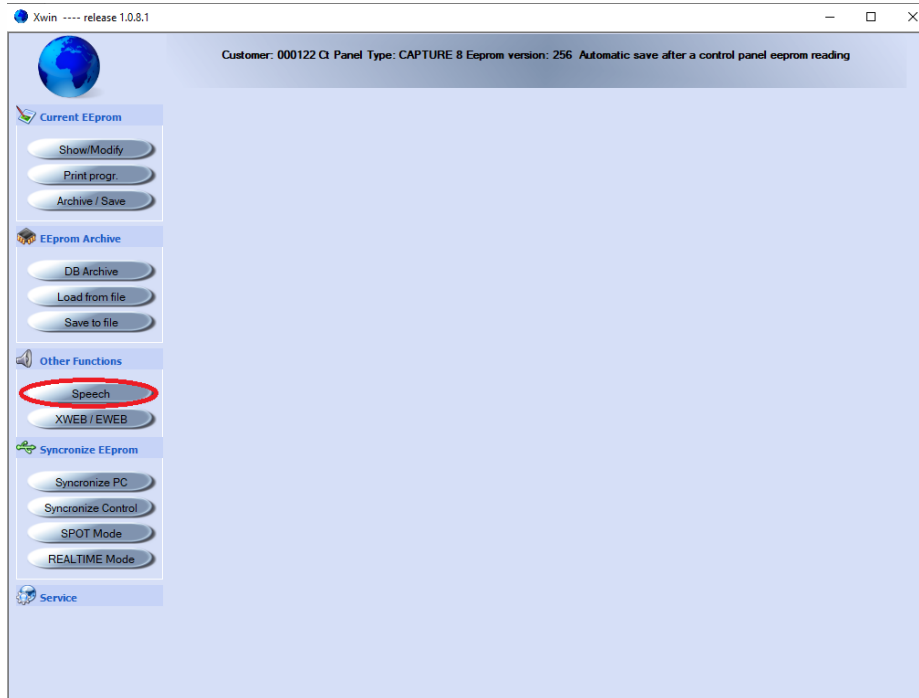 Xwin ---- release 1.0.8.1
Customer: 000122 Ct Panel Type: CAPTURE 8 Eeprom version: 256 Automatic save after a control panel eeprom reading
Current EEprom
Show/Modify
Print progr.
Archive / Save
EEprom Archive
DB Archive
Load from file
Save to file
Other Functions
Speech
XWEB / EWEB
Syncronize EEprom
Syncronize PC
Syncronize Control
SPOT Mode
REALTIME Mode
Service